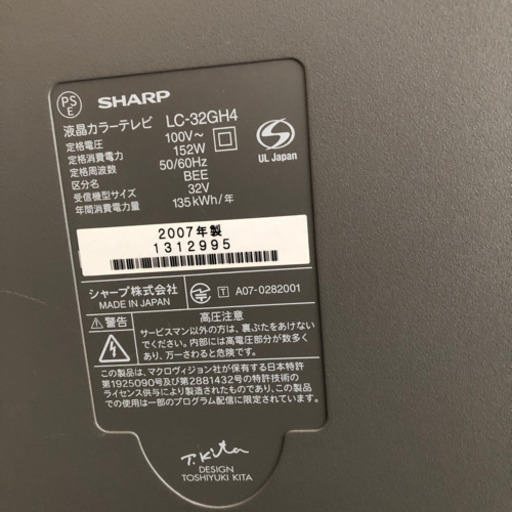 PS E
SHARP
液晶カラーテレビ LC-32GH4
定格電圧 100V〜
定格消費電力 152W
定格周波数 50/60Hz
区分名 BEE
受信機型サイズ 32V
年間消費電力量 135kWh/年
S
UL Japan
2007年製
1312995
シャープ株式会社
MADE IN JAPAN
T A07-0282001
警告
高圧注意
サービスマン以外の方は、裏ぶたをあけない
でください。内部には高電圧部分が数多く
あり、万一さわると危険です。
この製品は、マクロヴィジョン社が保有する日本特許
第1925090号及び第2881432号の特許技術の
ライセンス供与により製造されたものであり、この製品
での使用は一部のプログラム配信に限定されます。
T.Kita
DESIGN
TOSHIYUKI KITA